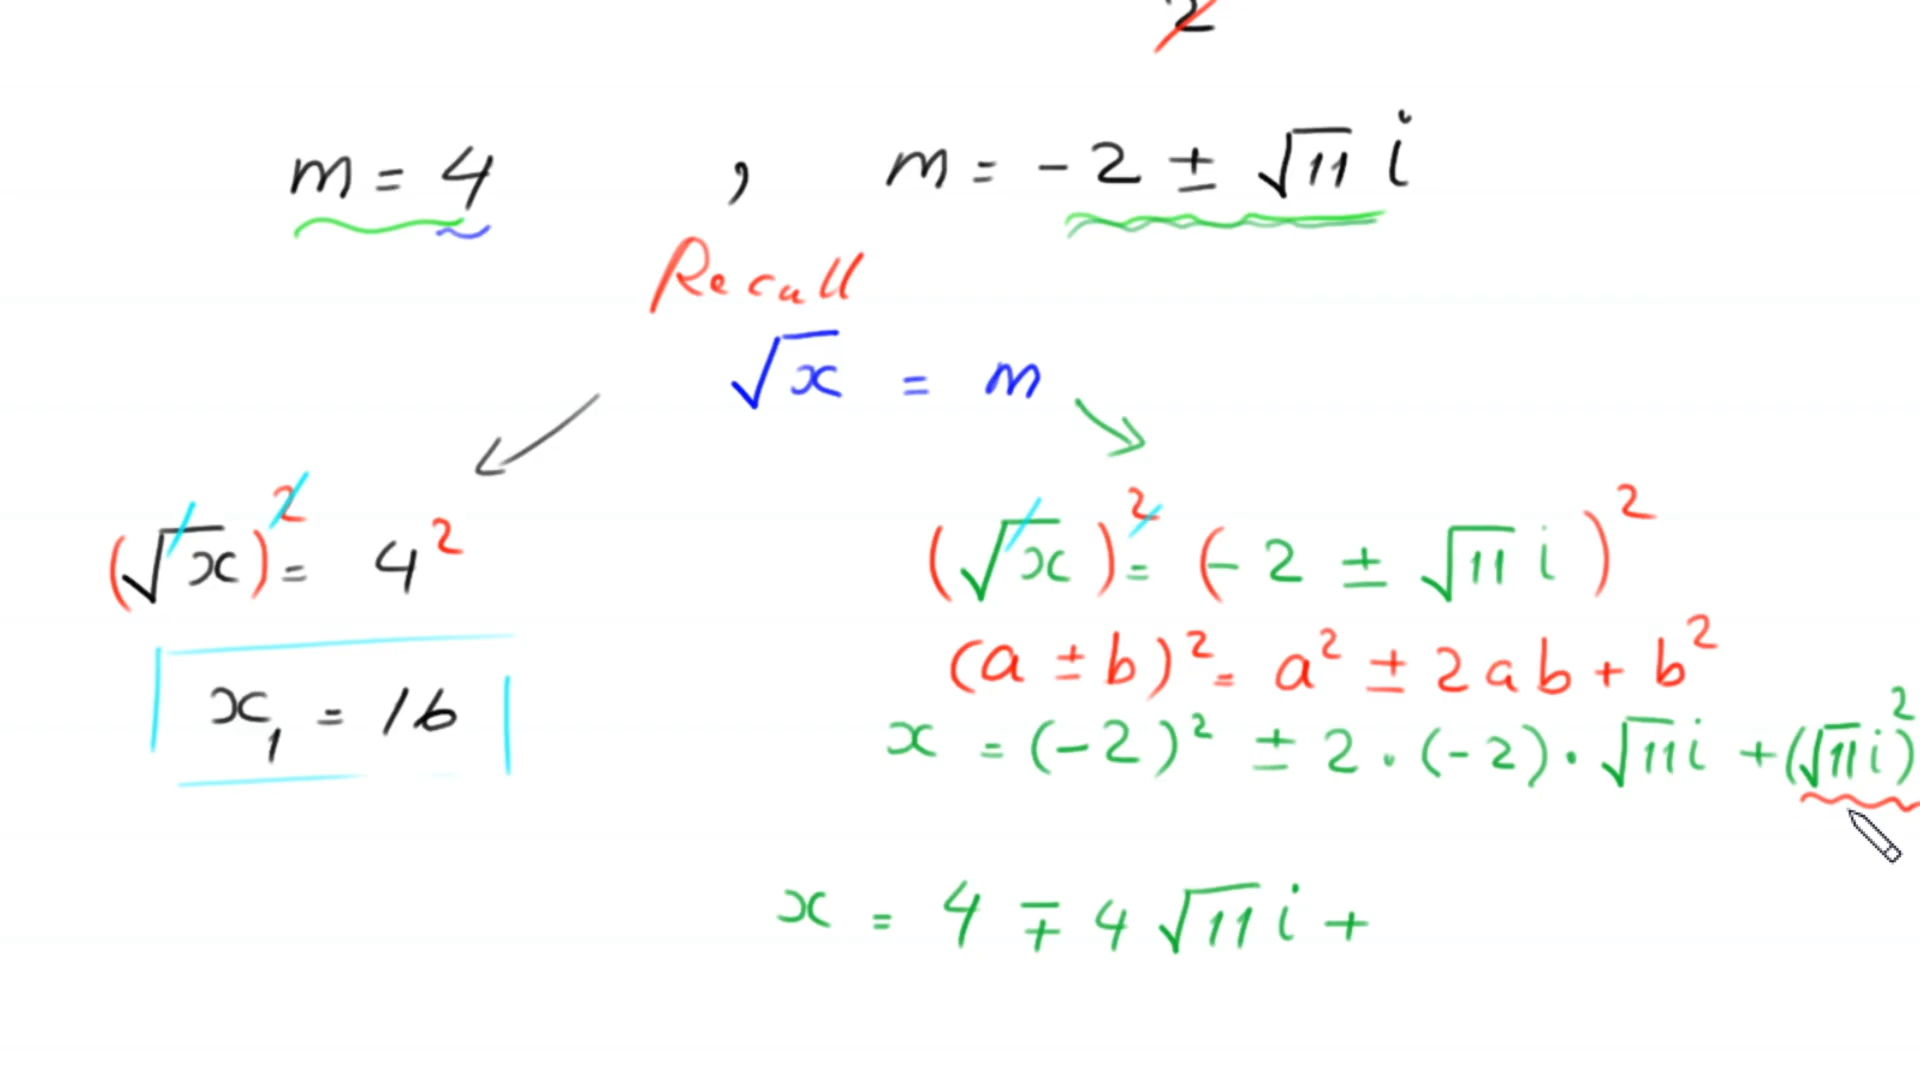 2
m = 4 , m = -2 ± √11 i
Recall
√x = m
(√x)² = 4² (√x)² = (-2 ± √11 i)²
(a ± b)² = a² ± 2ab + b²
x₁ = 16 x = (-2)² ± 2 · (-2) · √11 i + (√11 i)²
x = 4 ∓ 4 √11 i +